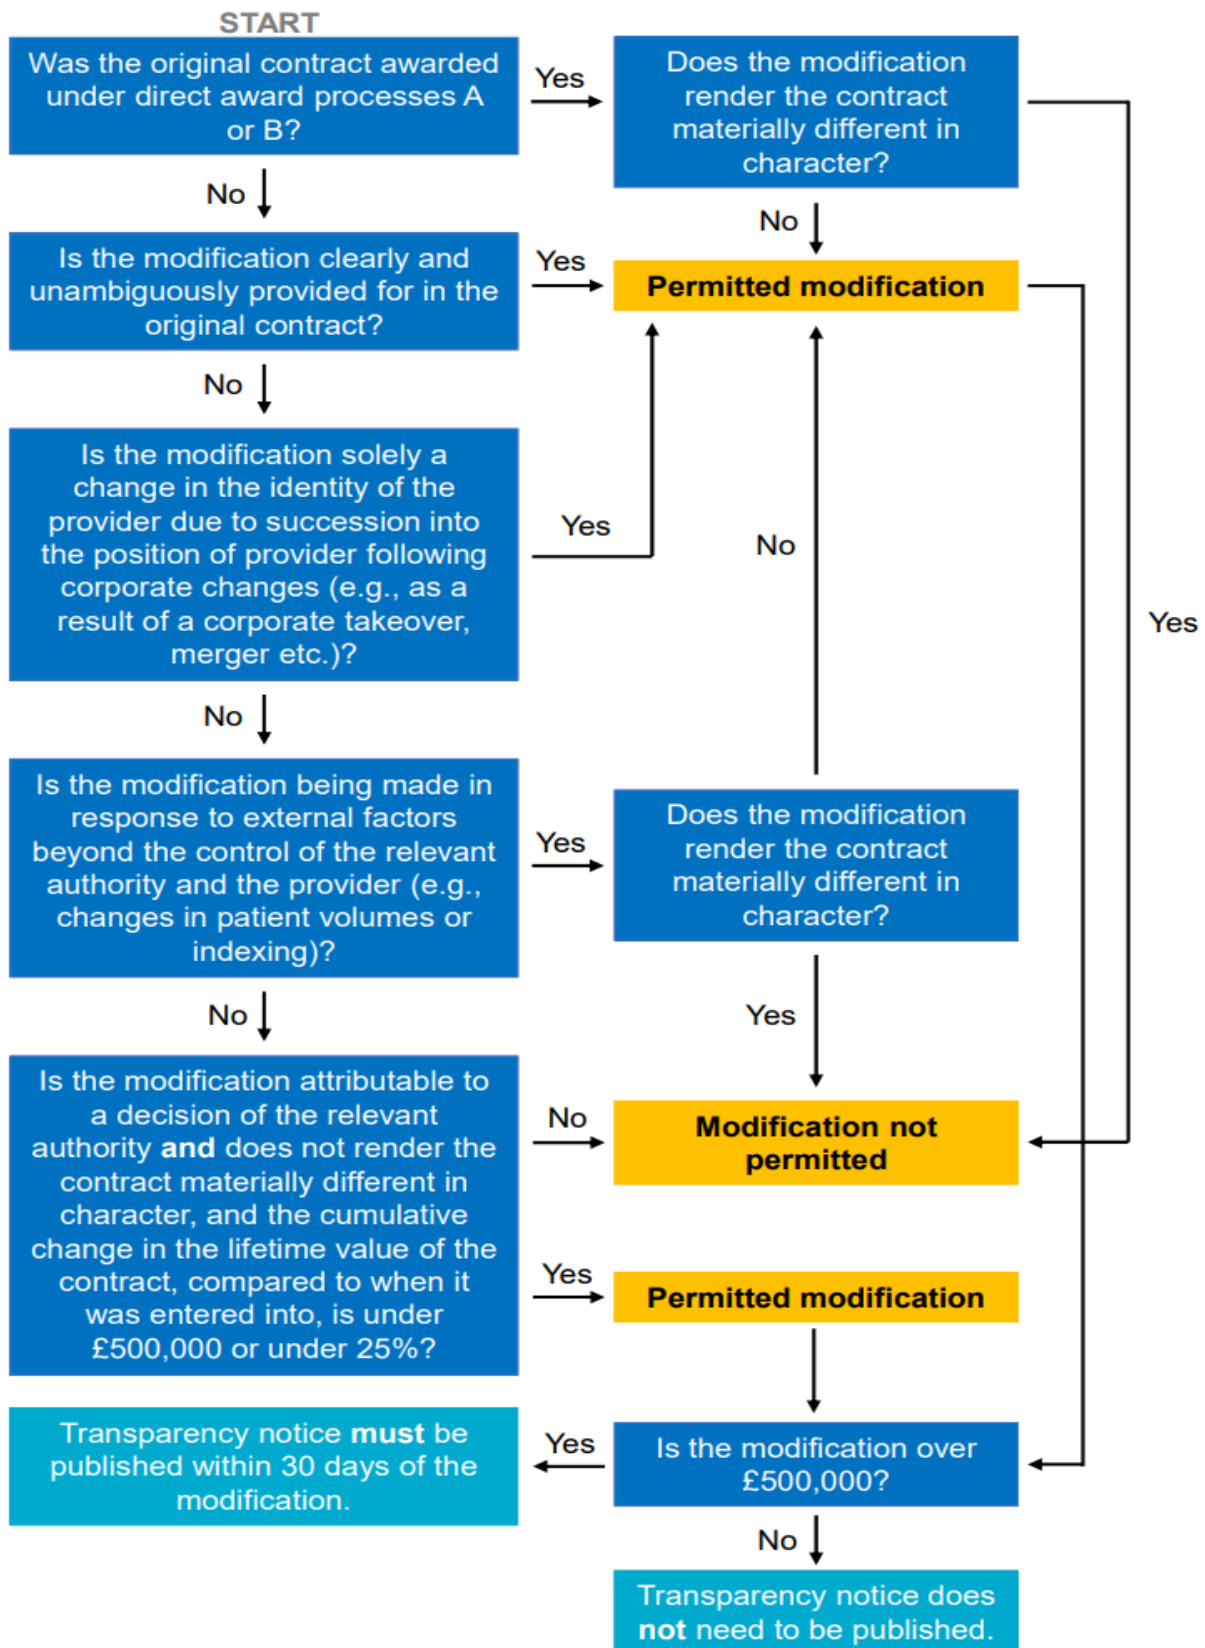 START
Was the original contract awarded
under direct award processes A
or B?
Yes
Does the modification
render the contract
materially different in
character?
No
No
Is the modification clearly and
unambiguously provided for in the
original contract?
Yes
Permitted modification
No
Is the modification solely a
change in the identity of the
provider due to succession into
the position of provider following
corporate changes (e.g., as a
result of a corporate takeover,
merger etc.)?
Yes
No
Yes
No
Is the modification being made in
response to external factors
beyond the control of the relevant
authority and the provider (e.g.,
changes in patient volumes or
indexing)?
Yes
Does the modification
render the contract
materially different in
character?
No
Yes
Is the modification attributable to
a decision of the relevant
authority and does not render the
contract materially different in
character, and the cumulative
change in the lifetime value of the
contract, compared to when it
was entered into, is under
£500,000 or under 25%?
No
Modification not
permitted
Yes
Permitted modification
Transparency notice must be
published within 30 days of the
modification.
Yes
Is the modification over
£500,000?
No
Transparency notice does
not need to be published.